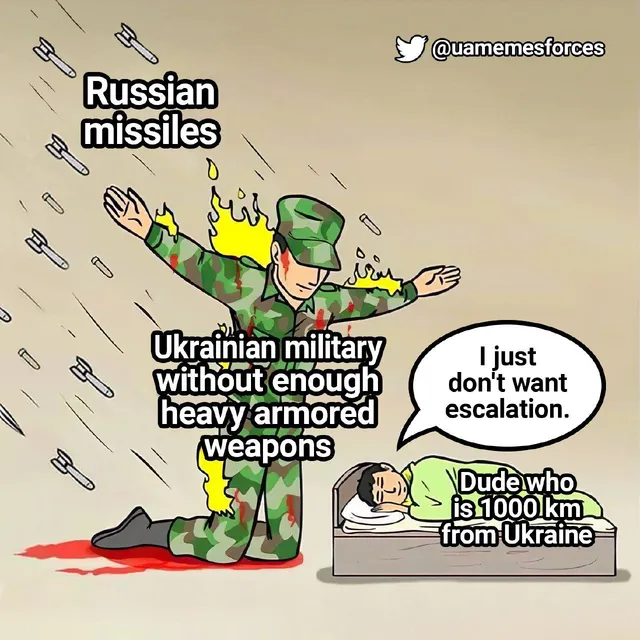 @uamemesforces
Russian
missiles
Ukrainian military
without enough
heavy armored
weapons
I just
don't want
escalation.
Dude who
is 1000 km
from Ukraine